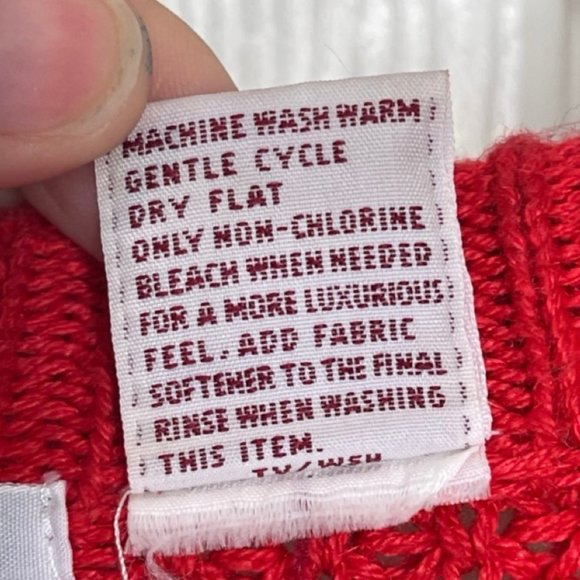 MACHINE WASH WARM
GENTLE CYCLE
DRY FLAT
ONLY NON-CHLORINE
BLEACH WHEN NEEDED
FOR A MORE LUXURIOUS
FEEL, ADD FABRIC
SOFTENER TO THE FINAL
RINSE WHEN WASHING
THIS ITEM.